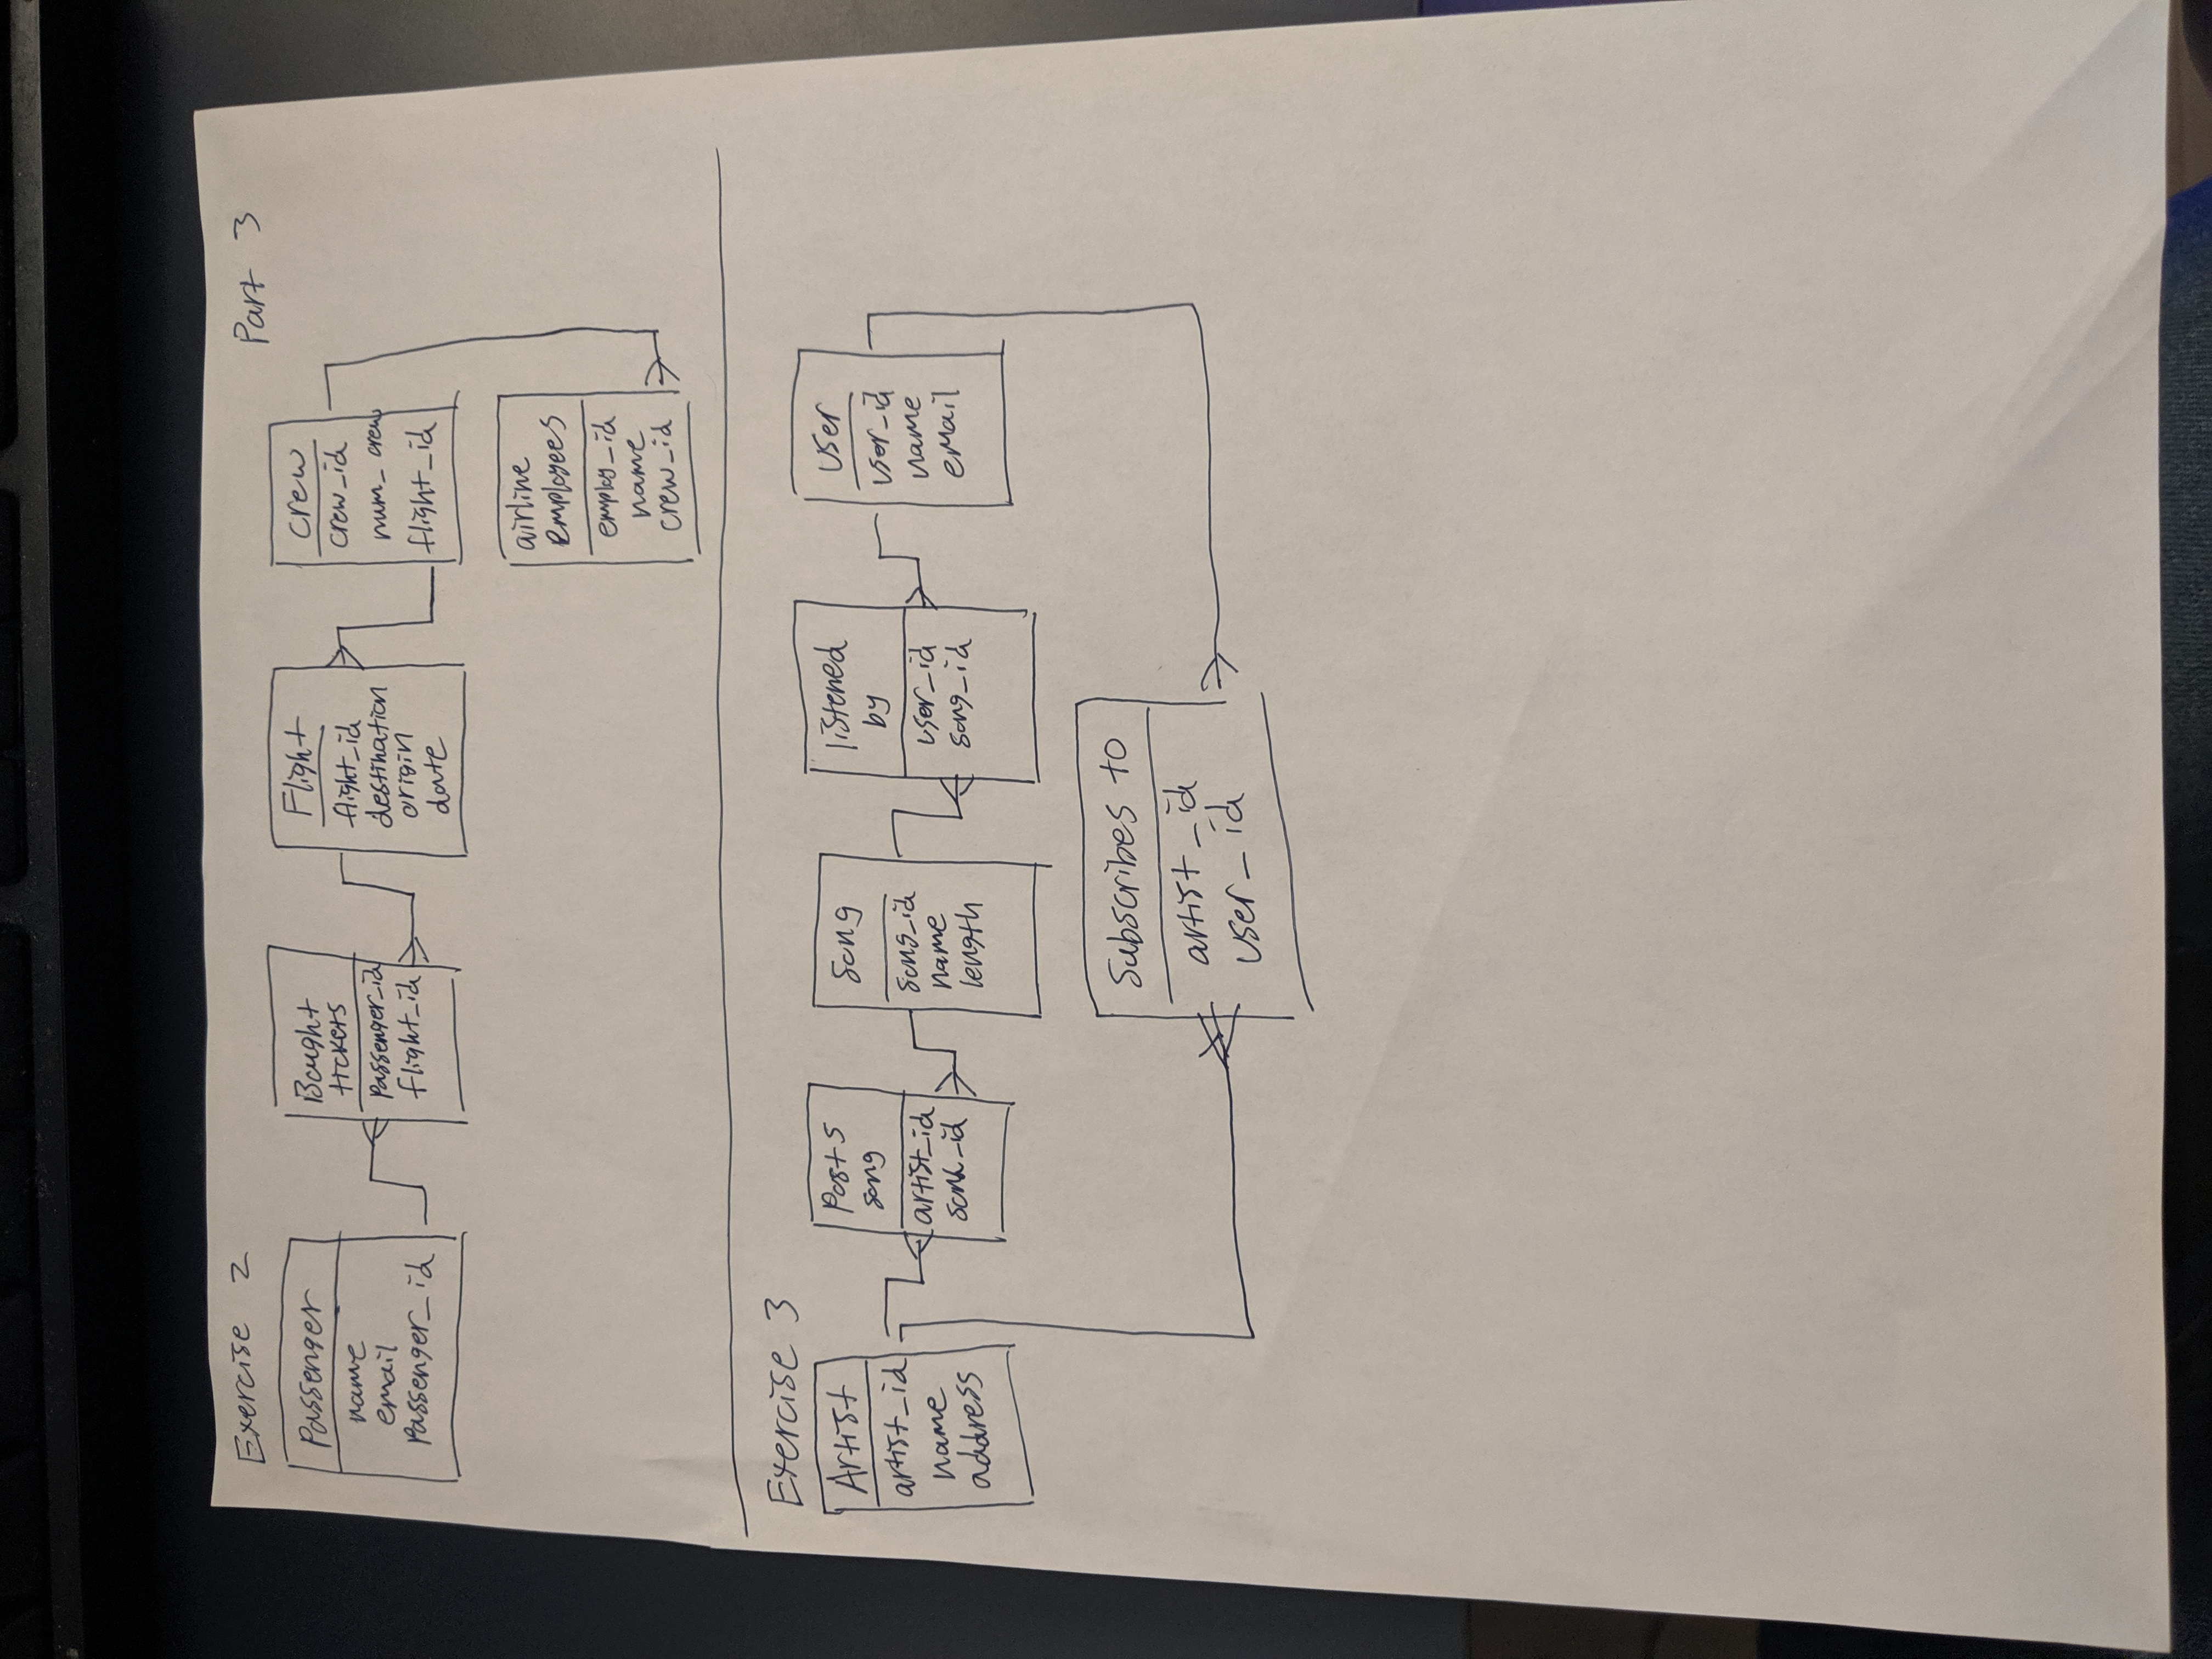 Exercise 2
Part 3
Passenger
name
email
passenger_id
Bought
tickets
passenger_id
flight_id
Flight
flight_id
destination
origin
date
crew
crew_id
num_crew
flight_id
airline
employees
employ_id
name
crew_id
Exercise 3
Artist
artist_id
name
address
Posts
song
artist_id
sonh_id
Song
song_id
name
length
listened
by
user_id
song_id
User
user_id
name
email
Subscribes to
artist_id
user_id